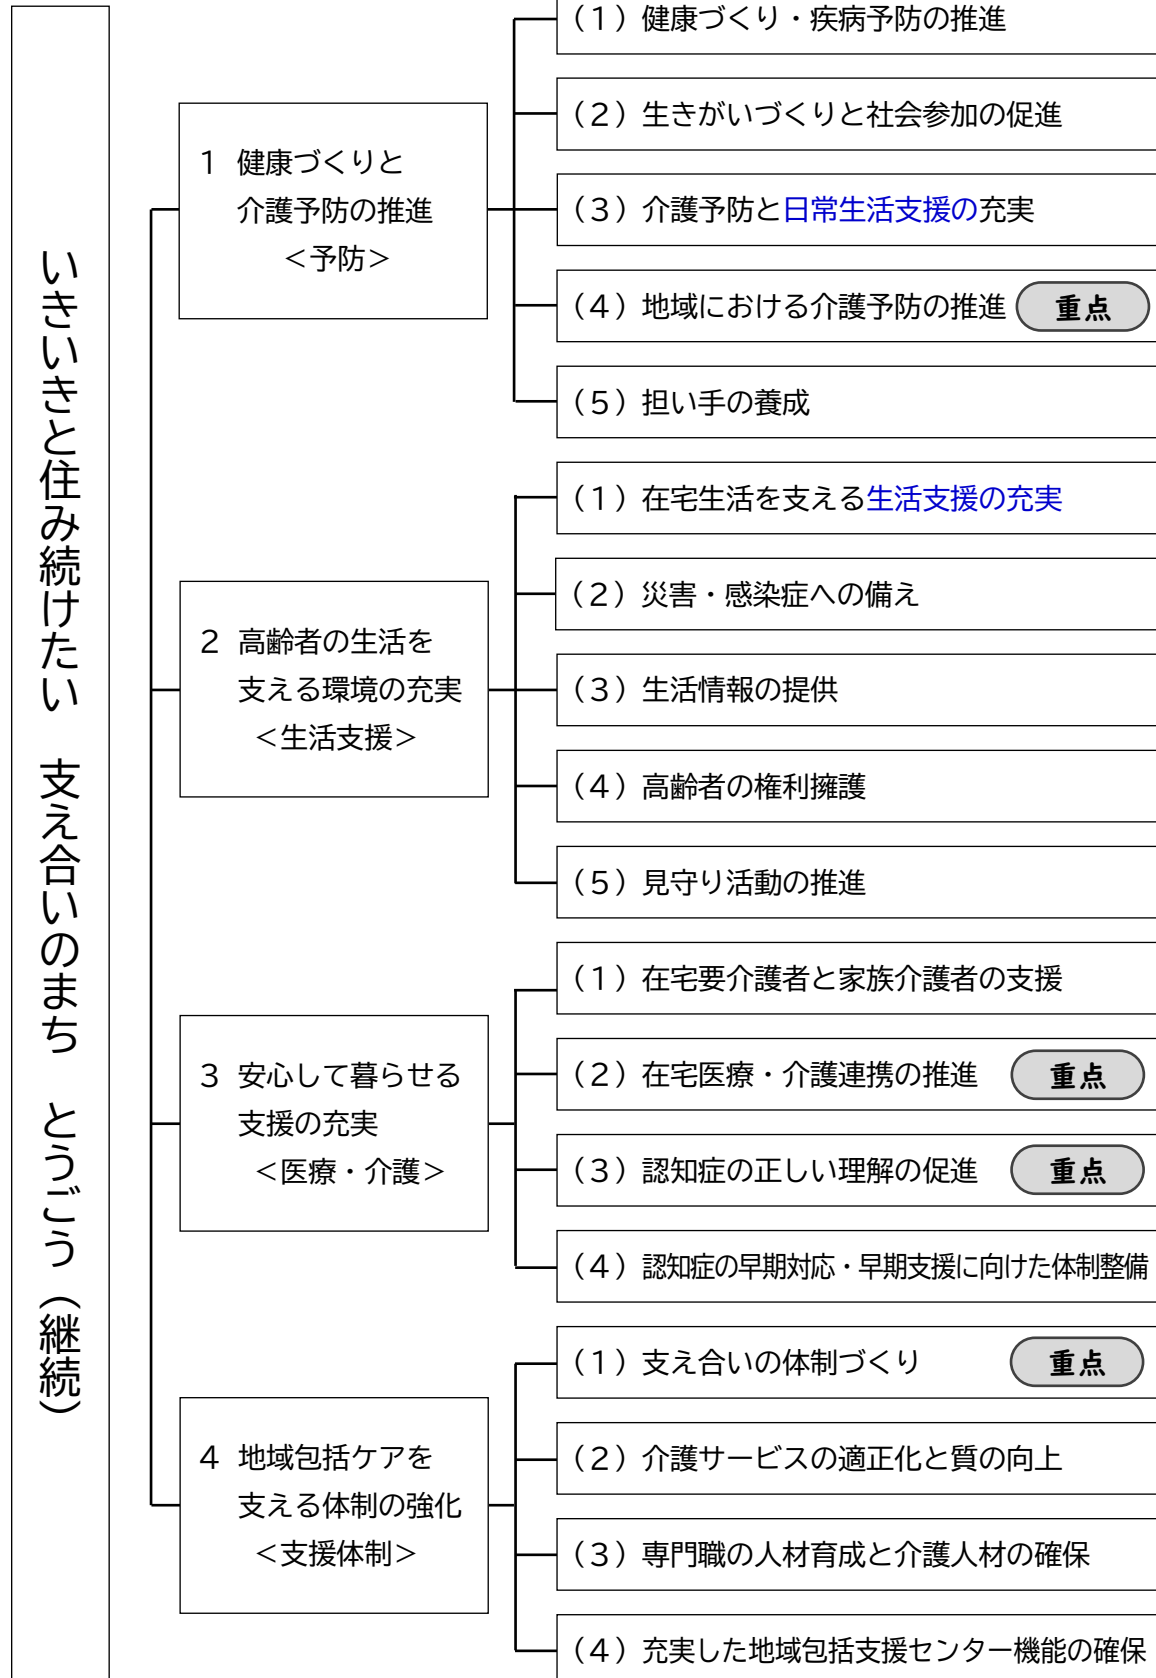 いきいきと住み続けたい　支え合いのまち　とうごう（継続）
1 健康づくりと
介護予防の推進
＜予防＞
（1）健康づくり・疾病予防の推進
（2）生きがいづくりと社会参加の促進
（3）介護予防と日常生活支援の充実
（4）地域における介護予防の推進 重点
（5）担い手の養成
2 高齢者の生活を
支える環境の充実
＜生活支援＞
（1）在宅生活を支える生活支援の充実
（2）災害・感染症への備え
（3）生活情報の提供
（4）高齢者の権利擁護
（5）見守り活動の推進
3 安心して暮らせる
支援の充実
＜医療・介護＞
（1）在宅要介護者と家族介護者の支援
（2）在宅医療・介護連携の推進 重点
（3）認知症の正しい理解の促進 重点
（4）認知症の早期対応・早期支援に向けた体制整備
4 地域包括ケアを
支える体制の強化
＜支援体制＞
（1）支え合いの体制づくり 重点
（2）介護サービスの適正化と質の向上
（3）専門職の人材育成と介護人材の確保
（4）充実した地域包括支援センター機能の確保